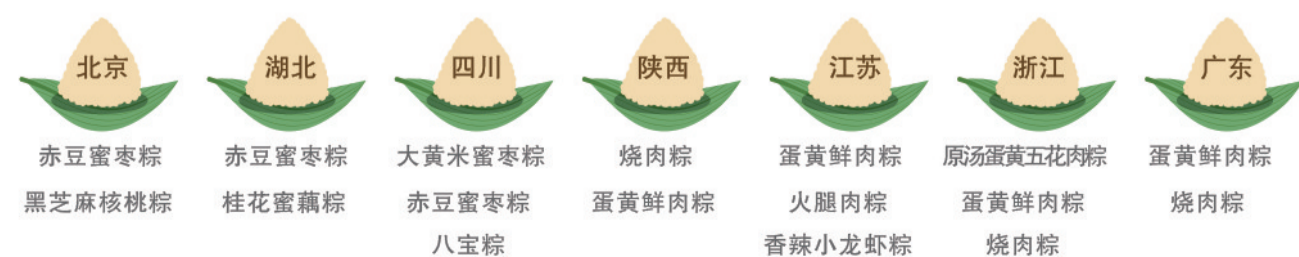 北京
湖北
四川
陕西
江苏
浙江
广东
赤豆蜜枣粽
赤豆蜜枣粽
大黄米蜜枣粽
烧肉粽
蛋黄鲜肉粽
原汤蛋黄五花肉粽
蛋黄鲜肉粽
黑芝麻核桃粽
桂花蜜藕粽
赤豆蜜枣粽
蛋黄鲜肉粽
火腿肉粽
蛋黄鲜肉粽
烧肉粽
八宝粽
香辣小龙虾粽
烧肉粽